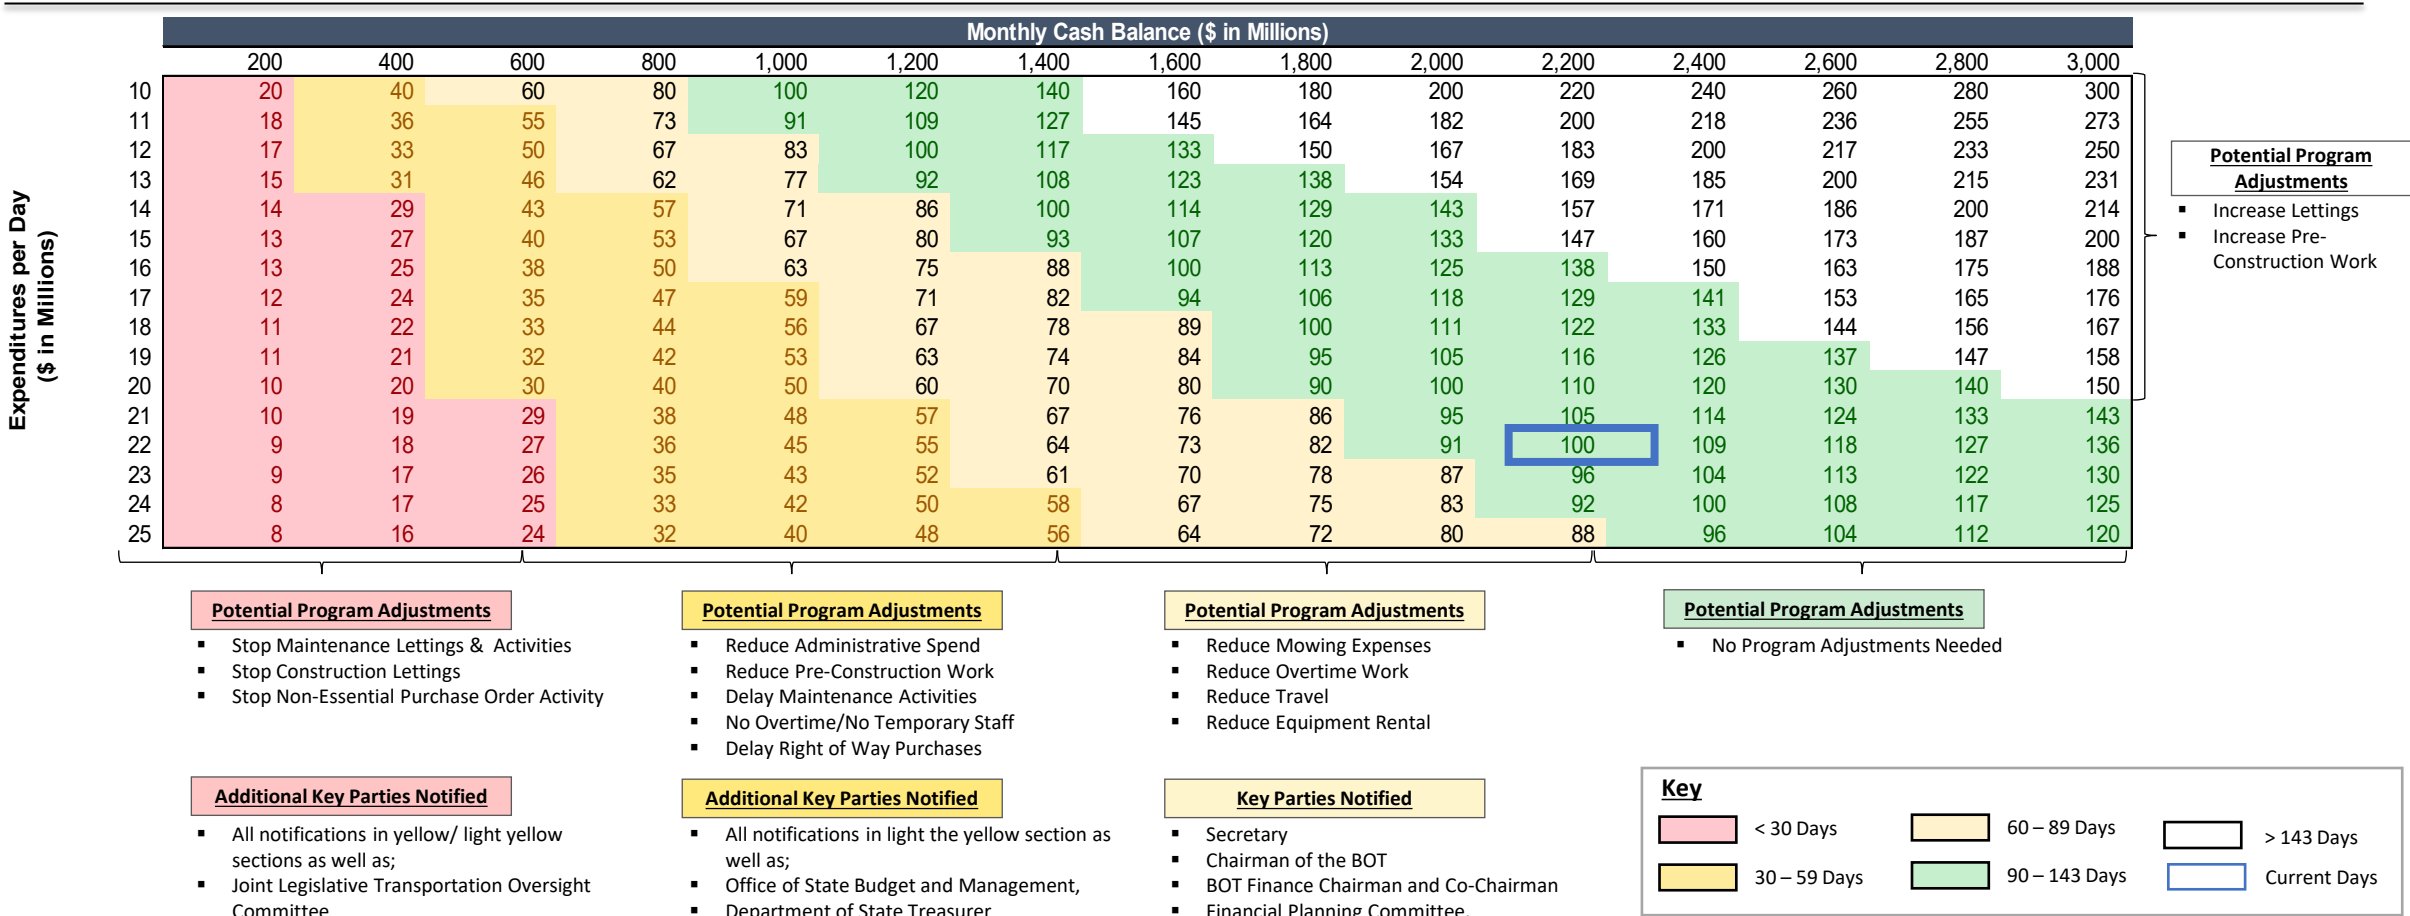 Monthly Cash Balance ($ in Millions)
200 400 600 800 1,000 1,200 1,400 1,600 1,800 2,000 2,200 2,400 2,600 2,800 3,000
Expenditures per Day
($ in Millions)
10 20 40 60 80 100 120 140 160 180 200 220 240 260 280 300
11 18 36 55 73 91 109 127 145 164 182 200 218 236 255 273
12 17 33 50 67 83 100 117 133 150 167 183 200 217 233 250
13 15 31 46 62 77 92 108 123 138 154 169 185 200 215 231
14 14 29 43 57 71 86 100 114 129 143 157 171 186 200 214
15 13 27 40 53 67 80 93 107 120 133 147 160 173 187 200
16 13 25 38 50 63 75 88 100 113 125 138 150 163 175 188
17 12 24 35 47 59 71 82 94 106 118 129 141 153 165 176
18 11 22 33 44 56 67 78 89 100 111 122 133 144 156 167
19 11 21 32 42 53 63 74 84 95 105 116 126 137 147 158
20 10 20 30 40 50 60 70 80 90 100 110 120 130 140 150
21 10 19 29 38 48 57 67 76 86 95 105 114 124 133 143
22 9 18 27 36 45 55 64 73 82 91 100 109 118 127 136
23 9 17 26 35 43 52 61 70 78 87 96 104 113 122 130
24 8 17 25 33 42 50 58 67 75 83 92 100 108 117 125
25 8 16 24 32 40 48 56 64 72 80 88 96 104 112 120
Potential Program
Adjustments
▪ Increase Lettings
▪ Increase Pre-
Construction Work
Potential Program Adjustments
▪ Stop Maintenance Lettings & Activities
▪ Stop Construction Lettings
▪ Stop Non-Essential Purchase Order Activity
Potential Program Adjustments
▪ Reduce Administrative Spend
▪ Reduce Pre-Construction Work
▪ Delay Maintenance Activities
▪ No Overtime/No Temporary Staff
▪ Delay Right of Way Purchases
Potential Program Adjustments
▪ Reduce Mowing Expenses
▪ Reduce Overtime Work
▪ Reduce Travel
▪ Reduce Equipment Rental
Potential Program Adjustments
▪ No Program Adjustments Needed
Additional Key Parties Notified
▪ All notifications in yellow/ light yellow
sections as well as;
▪ Joint Legislative Transportation Oversight
Committee
Additional Key Parties Notified
▪ All notifications in light the yellow section as
well as;
▪ Office of State Budget and Management,
▪ Department of State Treasurer
Key Parties Notified
▪ Secretary
▪ Chairman of the BOT
▪ BOT Finance Chairman and Co-Chairman
▪ Financial Planning Committee.
Key
< 30 Days
60 – 89 Days
> 143 Days
30 – 59 Days
90 – 143 Days
Current Days